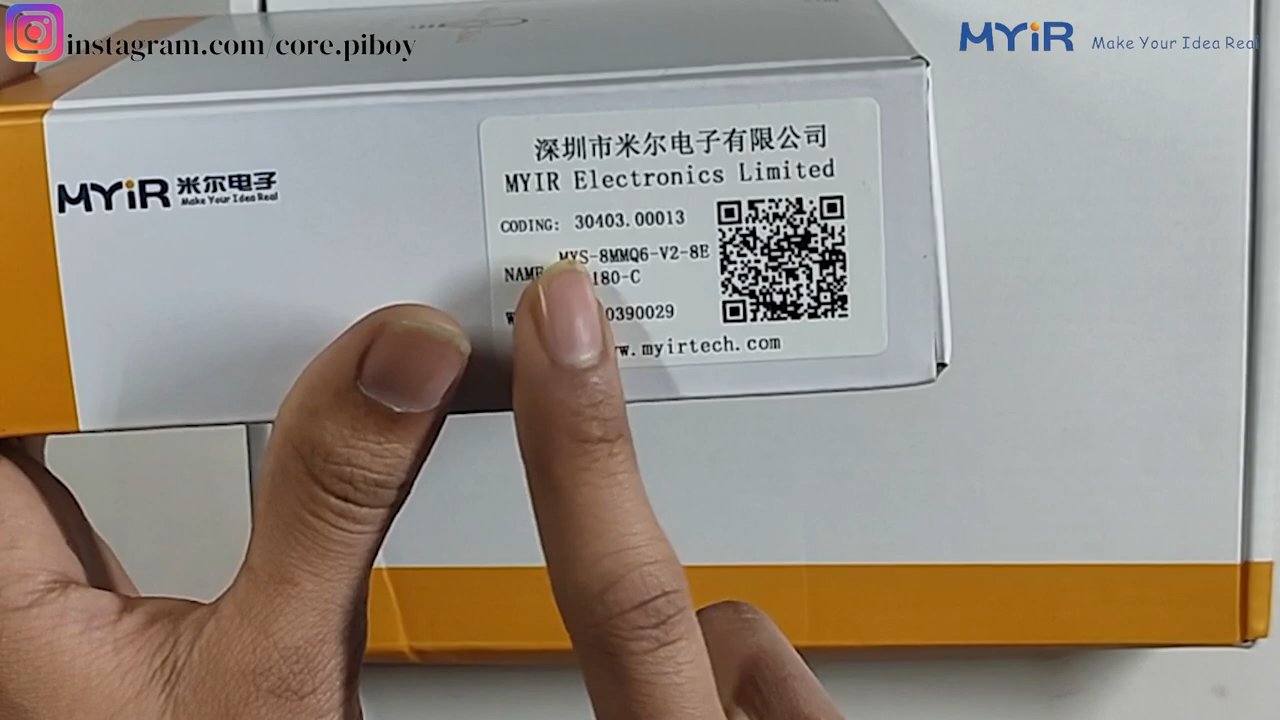 instagram.com/core.piboy
MYiR Make Your Idea Real
MYiR 米尔电子
Make Your Idea Real
深圳市米尔电子有限公司
MYIR Electronics Limited
CODING: 30403.00013
NAME MYS-8MMQ6-V2-8E
180-C
0390029
w.myirtech.com